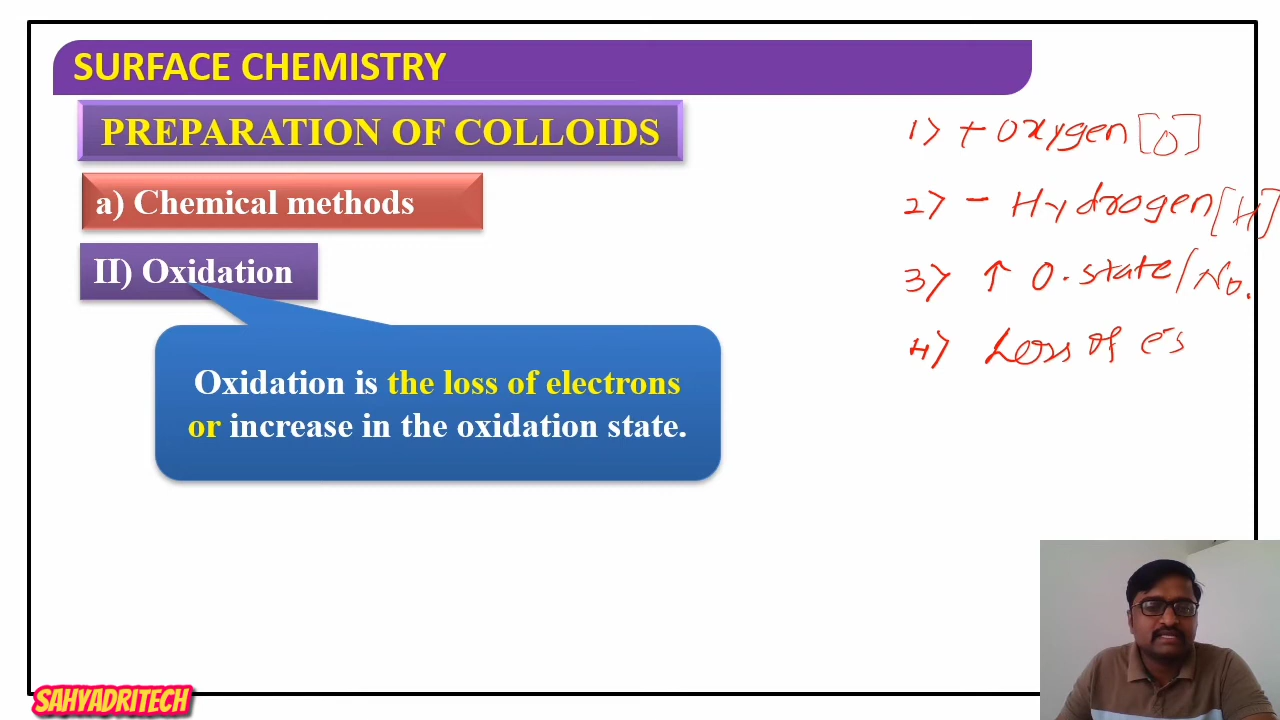 SURFACE CHEMISTRY
PREPARATION OF COLLOIDS
a) Chemical methods
II) Oxidation
Oxidation is the loss of electrons
or increase in the oxidation state.
1) + Oxygen [O]
2) - Hydrogen [H]
3) ↑ O. state/No.
4) Loss of e⁻s
SAHYADRITECH